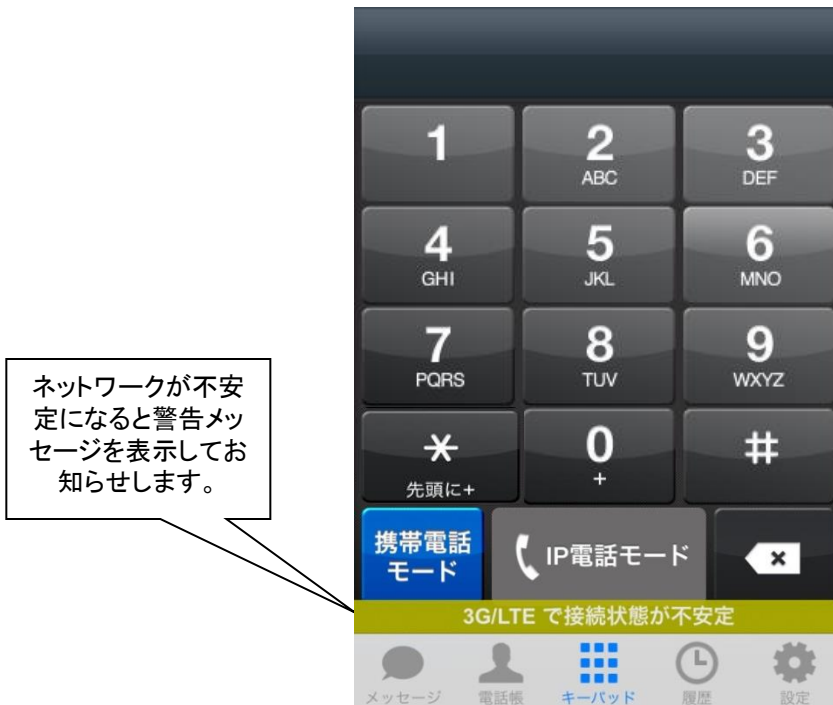 1
2
3
ABC
DEF
4
5
6
GHI
JKL
MNO
7
8
9
PQRS
TUV
WXYZ
ネットワークが不安
定になると警告メッ
セージを表示してお
知らせします。
*
0
#
先頭に+
+
携帯電話
モード
IP電話モード
×
3G/LTE で接続状態が不安定
メッセージ
電話帳
キーパッド
履歴
設定